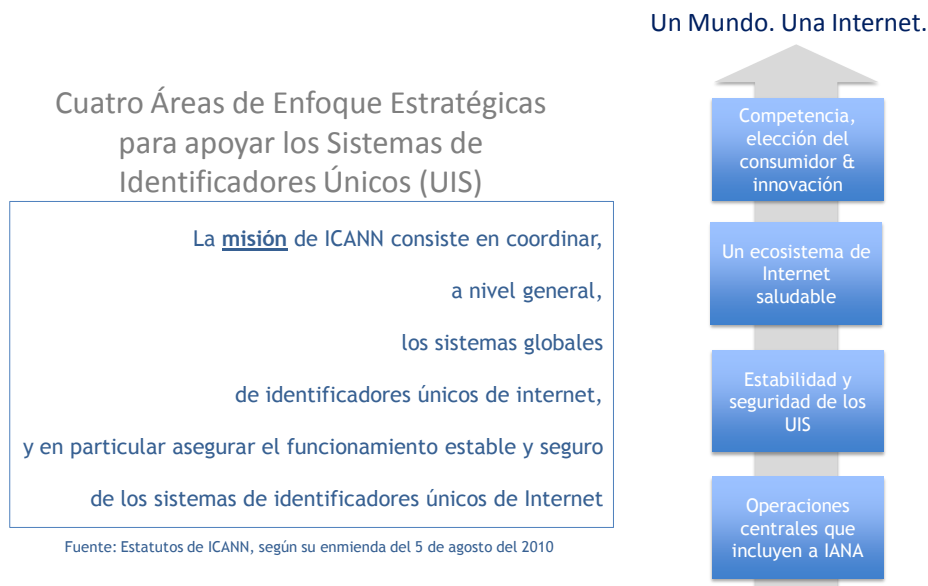 Un Mundo. Una Internet.
Cuatro Áreas de Enfoque Estratégicas
para apoyar los Sistemas de
Identificadores Únicos (UIS)
La misión de ICANN consiste en coordinar,
a nivel general,
los sistemas globales
de identificadores únicos de internet,
y en particular asegurar el funcionamiento estable y seguro
de los sistemas de identificadores únicos de Internet
Fuente: Estatutos de ICANN, según su enmienda del 5 de agosto del 2010
Competencia,
elección del
consumidor &
innovación
Un ecosistema de
Internet
saludable
Estabilidad y
seguridad de los
UIS
Operaciones
centrales que
incluyen a IANA